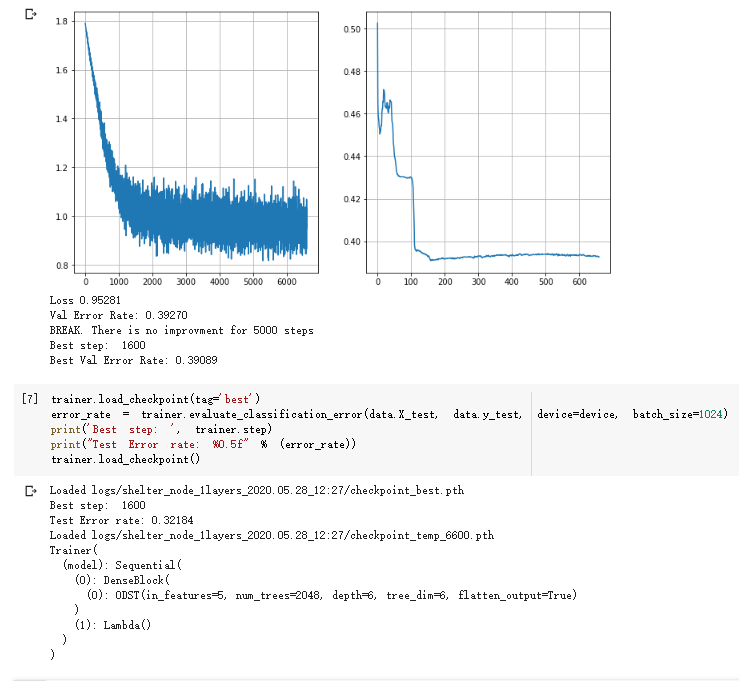 1.8
1.6
1.4
1.2
1.0
0.8
0 1000 2000 3000 4000 5000 6000
0.50
0.48
0.46
0.44
0.42
0.40
0 100 200 300 400 500 600
Loss 0.95281
Val Error Rate: 0.39270
BREAK. There is no improvment for 5000 steps
Best step: 1600
Best Val Error Rate: 0.39089
[7] trainer.load_checkpoint(tag='best')
error_rate = trainer.evaluate_classification_error(data.X_test, data.y_test, device=device, batch_size=1024)
print('Best step: ', trainer.step)
print("Test Error rate: %0.5f" % (error_rate))
trainer.load_checkpoint()
Loaded logs/shelter_node_1layers_2020.05.28_12:27/checkpoint_best.pth
Best step: 1600
Test Error rate: 0.32184
Loaded logs/shelter_node_1layers_2020.05.28_12:27/checkpoint_temp_6600.pth
Trainer(
(model): Sequential(
(0): DenseBlock(
(0): ODST(in_features=5, num_trees=2048, depth=6, tree_dim=6, flatten_output=True)
)
(1): Lambda()
)
)